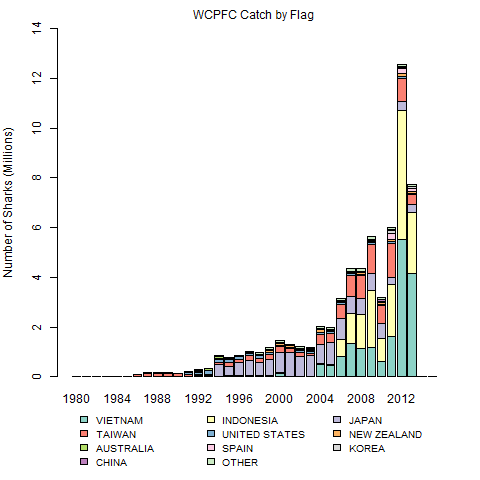 WCPFC Catch by Flag
Number of Sharks (Millions)
14
12
10
8
6
4
2
0
1980 1984 1988 1992 1996 2000 2004 2008 2012
VIETNAM INDONESIA JAPAN
TAIWAN UNITED STATES NEW ZEALAND
AUSTRALIA SPAIN KOREA
CHINA OTHER